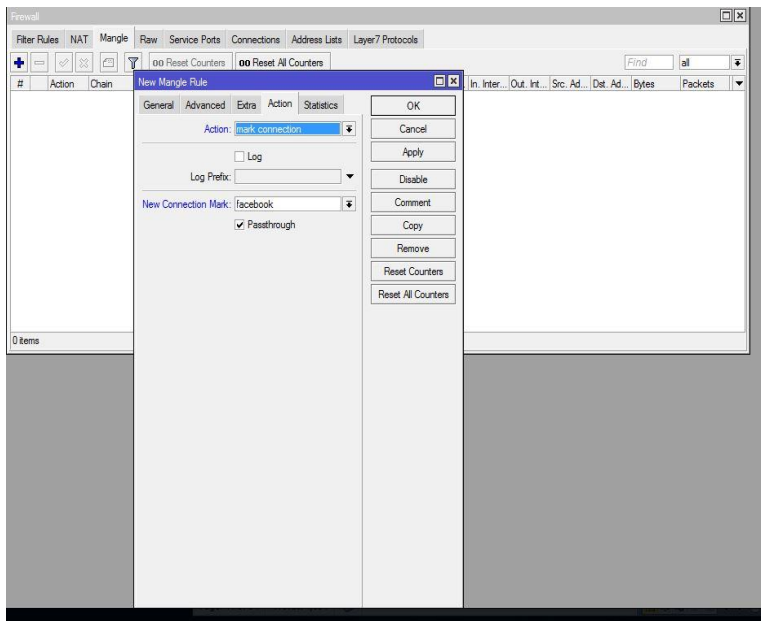 Firewall
Filter Rules NAT Mangle Raw Service Ports Connections Address Lists Layer7 Protocols
00 Reset Counters 00 Reset All Counters Find all
# Action Chain In. Inter... Out. Int... Src. Ad... Dst. Ad... Bytes Packets
New Mangle Rule
General Advanced Extra Action Statistics
Action: mark connection
Log
Log Prefix:
New Connection Mark: facebook
Passthrough
OK
Cancel
Apply
Disable
Comment
Copy
Remove
Reset Counters
Reset All Counters
0 items